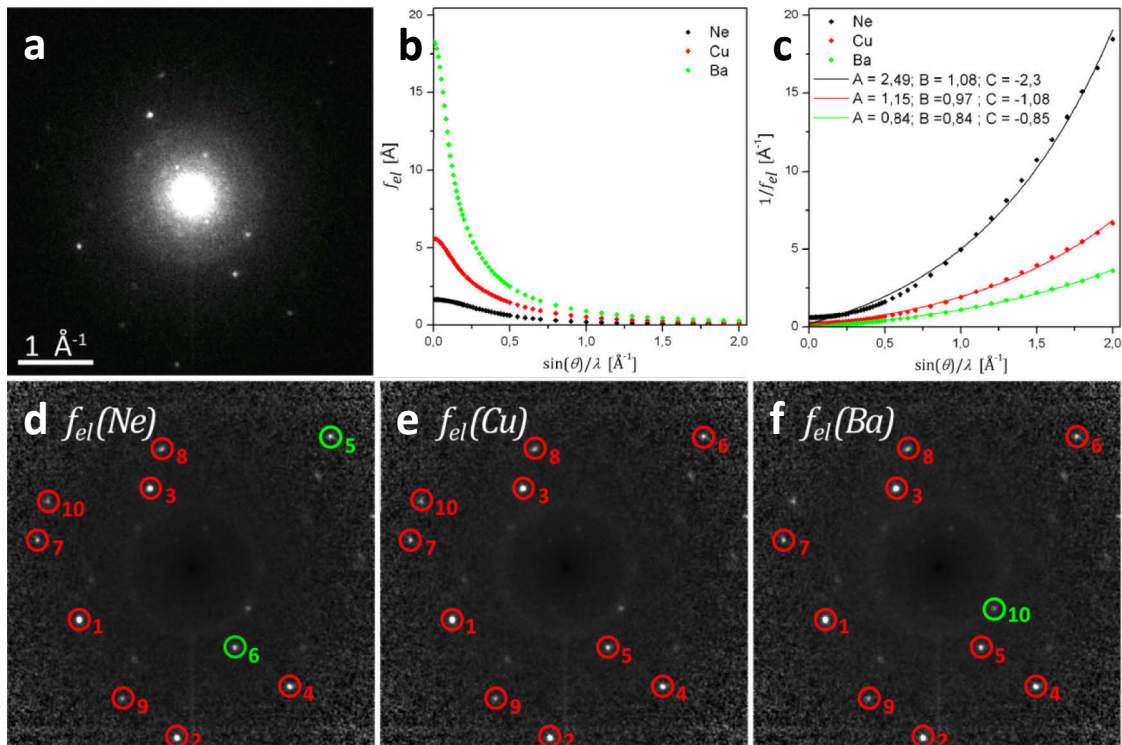 a
1 Å⁻¹
b
Ne
Cu
Ba
20
15
10
5
0
f_el [Å]
0,0 0,5 1,0 1,5 2,0
sin(θ)/λ [Å⁻¹]
c
Ne
Cu
Ba
A = 2,49; B = 1,08; C = -2,3
A = 1,15; B =0,97 ; C = -1,08
A = 0,84; B =0,84 ; C = -0,85
20
15
10
5
0
1/f_el [Å⁻¹]
0,0 0,5 1,0 1,5 2,0
sin(θ)/λ [Å⁻¹]
d f_el(Ne)
5
8
3
10
7
1
6
4
9
2
e f_el(Cu)
6
8
3
10
7
1
5
4
9
2
f f_el(Ba)
6
8
3
7
10
1
5
4
9
2